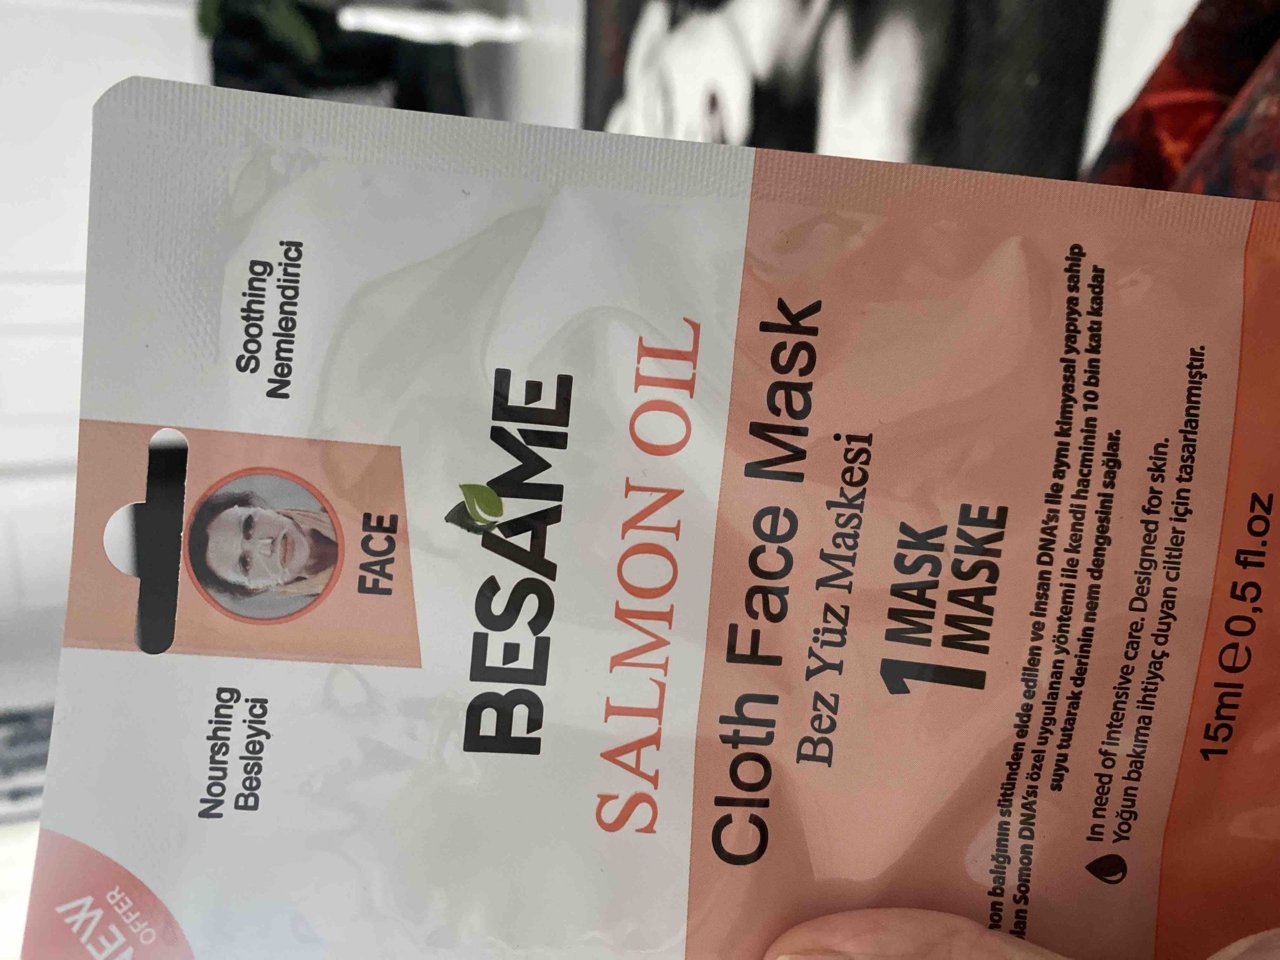 NEW
OFFER
Nourshing
Besleyici
FACE
Soothing
Nemlendirici
BESAME
SALMON OIL
Cloth Face Mask
Bez Yüz Maskesi
1 MASK
MASKE
balığının sütünden elde edilen ve İnsan DNA'sı ile aynı kimyasal yapıya sahip
Somon DNA'sı özel uygulanan yöntemi ile kendi hacminin 10 bin katı kadar
suyu tutarak derinin nem dengesini sağlar.
In need of intensive care. Designed for skin.
Yoğun bakıma ihtiyaç duyan ciltler için tasarlanmıştır.
15ml ℮ 0,5 fl.oz